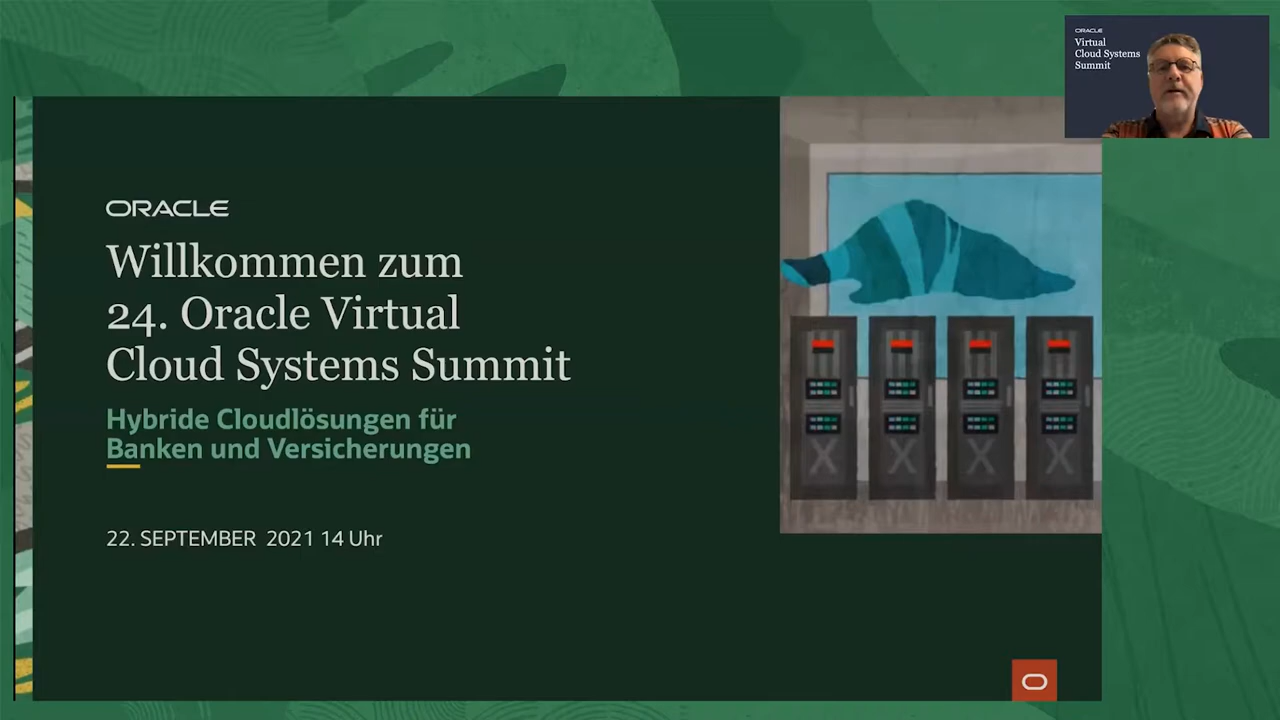 ORACLE
Virtual
Cloud Systems
Summit
ORACLE
Willkommen zum
24. Oracle Virtual
Cloud Systems Summit
Hybride Cloudlösungen für
Banken und Versicherungen
22. SEPTEMBER 2021 14 Uhr